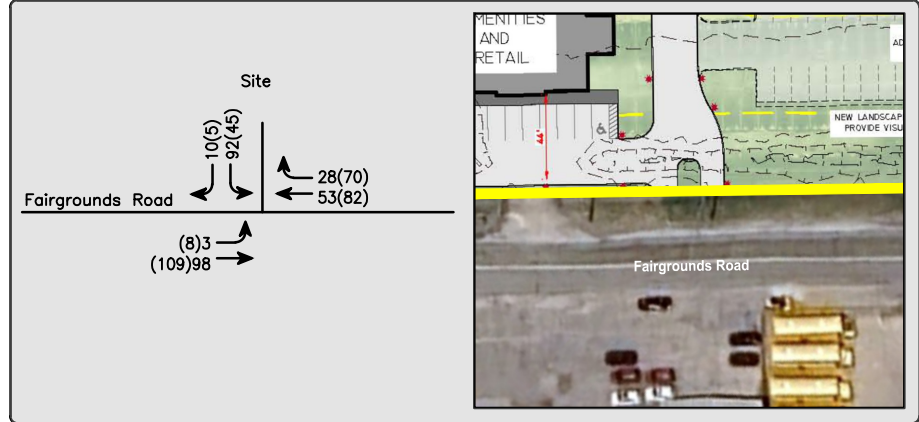 Site
10(5)
92(45)
28(70)
53(82)
Fairgrounds Road
(8)3
(109)98
MENITIES
AND
RETAIL
AD
44'
NEW LANDSCAP
PROVIDE VISU
Fairgrounds Road